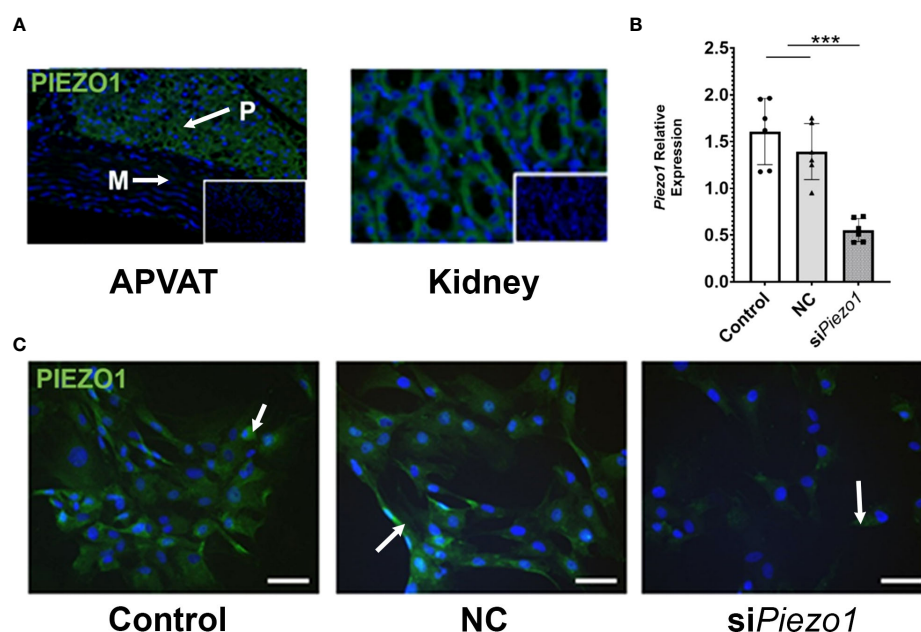 A
PIEZO1
P
M
APVAT
Kidney
B
***
2.5
2.0
1.5
1.0
0.5
0.0
Piezo1 Relative
Expression
Control
NC
siPiezo1
C
PIEZO1
Control
NC
siPiezo1